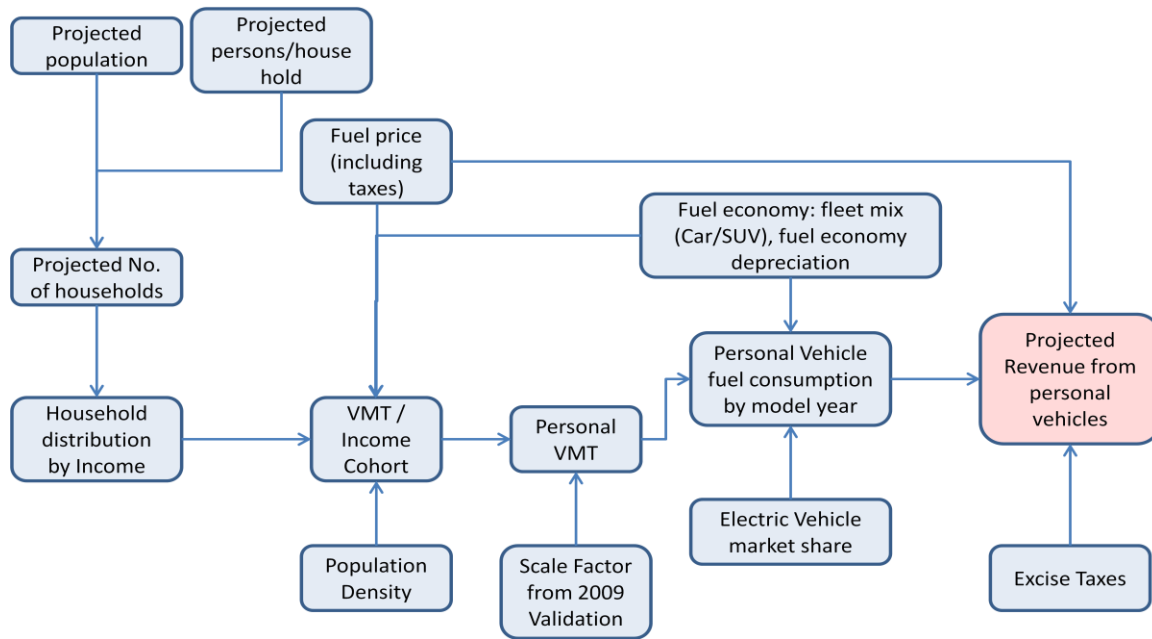 Projected
population
Projected
persons/house
hold
Fuel price
(including
taxes)
Fuel economy: fleet mix
(Car/SUV), fuel economy
depreciation
Projected No.
of households
Personal Vehicle
fuel consumption
by model year
Projected
Revenue from
personal
vehicles
Household
distribution
by Income
VMT /
Income
Cohort
Personal
VMT
Electric Vehicle
market share
Population
Density
Scale Factor
from 2009
Validation
Excise Taxes